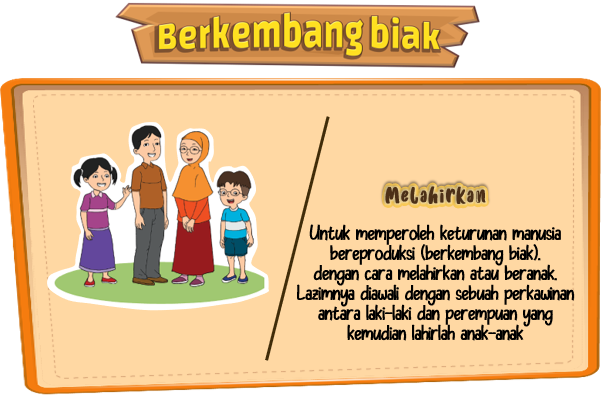 Berkembang biak
Melahirkan
Untuk memperoleh keturunan manusia
bereproduksi (berkembang biak).
dengan cara melahirkan atau beranak.
Lazimnya diawali dengan sebuah perkawinan
antara laki-laki dan perempuan yang
kemudian lahirlah anak-anak